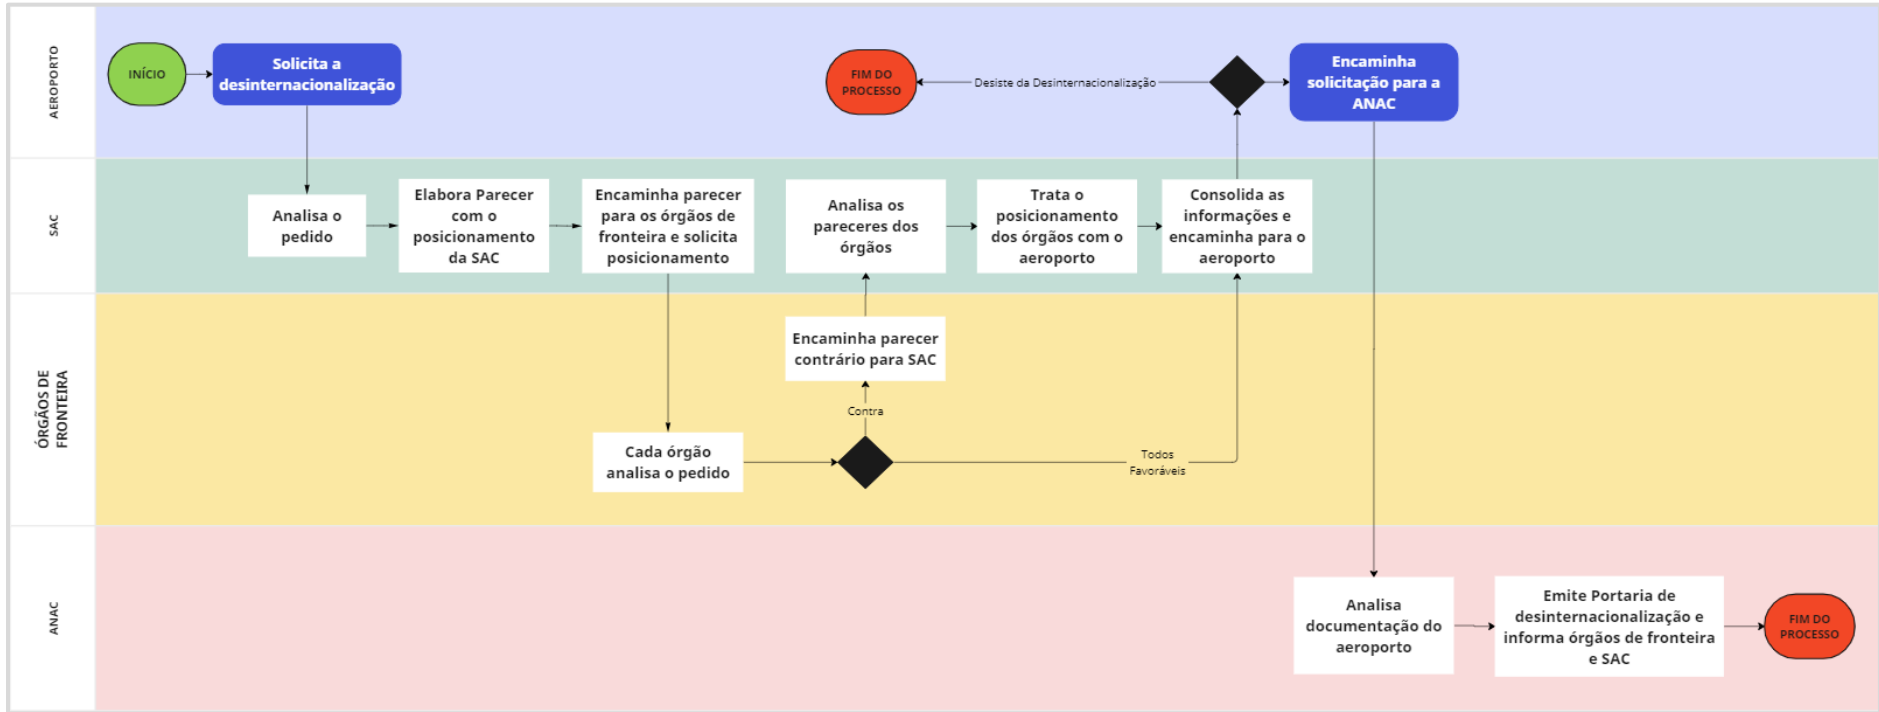 AEROPORTO
INÍCIO
Solicita a
desinternacionalização
FIM DO
PROCESSO
Desiste da Desinternacionalização
Encaminha
solicitação para a
ANAC
SAC
Analisa o
pedido
Elabora Parecer
com o
posicionamento
da SAC
Encaminha parecer
para os órgãos de
fronteira e solicita
posicionamento
Analisa os
pareceres dos
órgãos
Trata o
posicionamento
dos órgãos com o
aeroporto
Consolida as
informações e
encaminha para o
aeroporto
ÓRGÃOS DE
FRONTEIRA
Encaminha parecer
contrário para SAC
Contra
Cada órgão
analisa o pedido
Todos
Favoráveis
ANAC
Analisa
documentação do
aeroporto
Emite Portaria de
desinternacionalização e
informa órgãos de fronteira
e SAC
FIM DO
PROCESSO